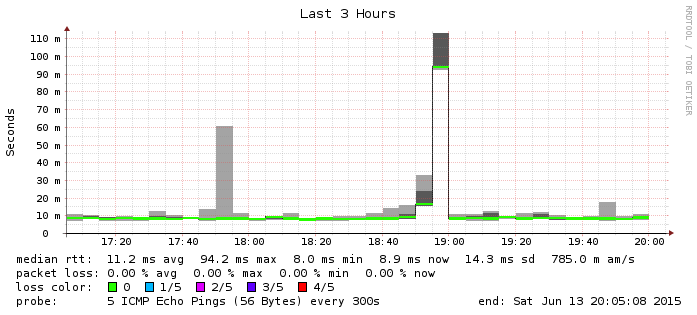 Last 3 Hours
RRDTOOL / TOBI OETIKER
Seconds
110 m
100 m
90 m
80 m
70 m
60 m
50 m
40 m
30 m
20 m
10 m
0
17:20 17:40 18:00 18:20 18:40 19:00 19:20 19:40 20:00
median rtt: 11.2 ms avg 94.2 ms max 8.0 ms min 8.9 ms now 14.3 ms sd 785.0 m am/s
packet loss: 0.00 % avg 0.00 % max 0.00 % min 0.00 % now
loss color: 0 1/5 2/5 3/5 4/5
probe: 5 ICMP Echo Pings (56 Bytes) every 300s end: Sat Jun 13 20:05:08 2015